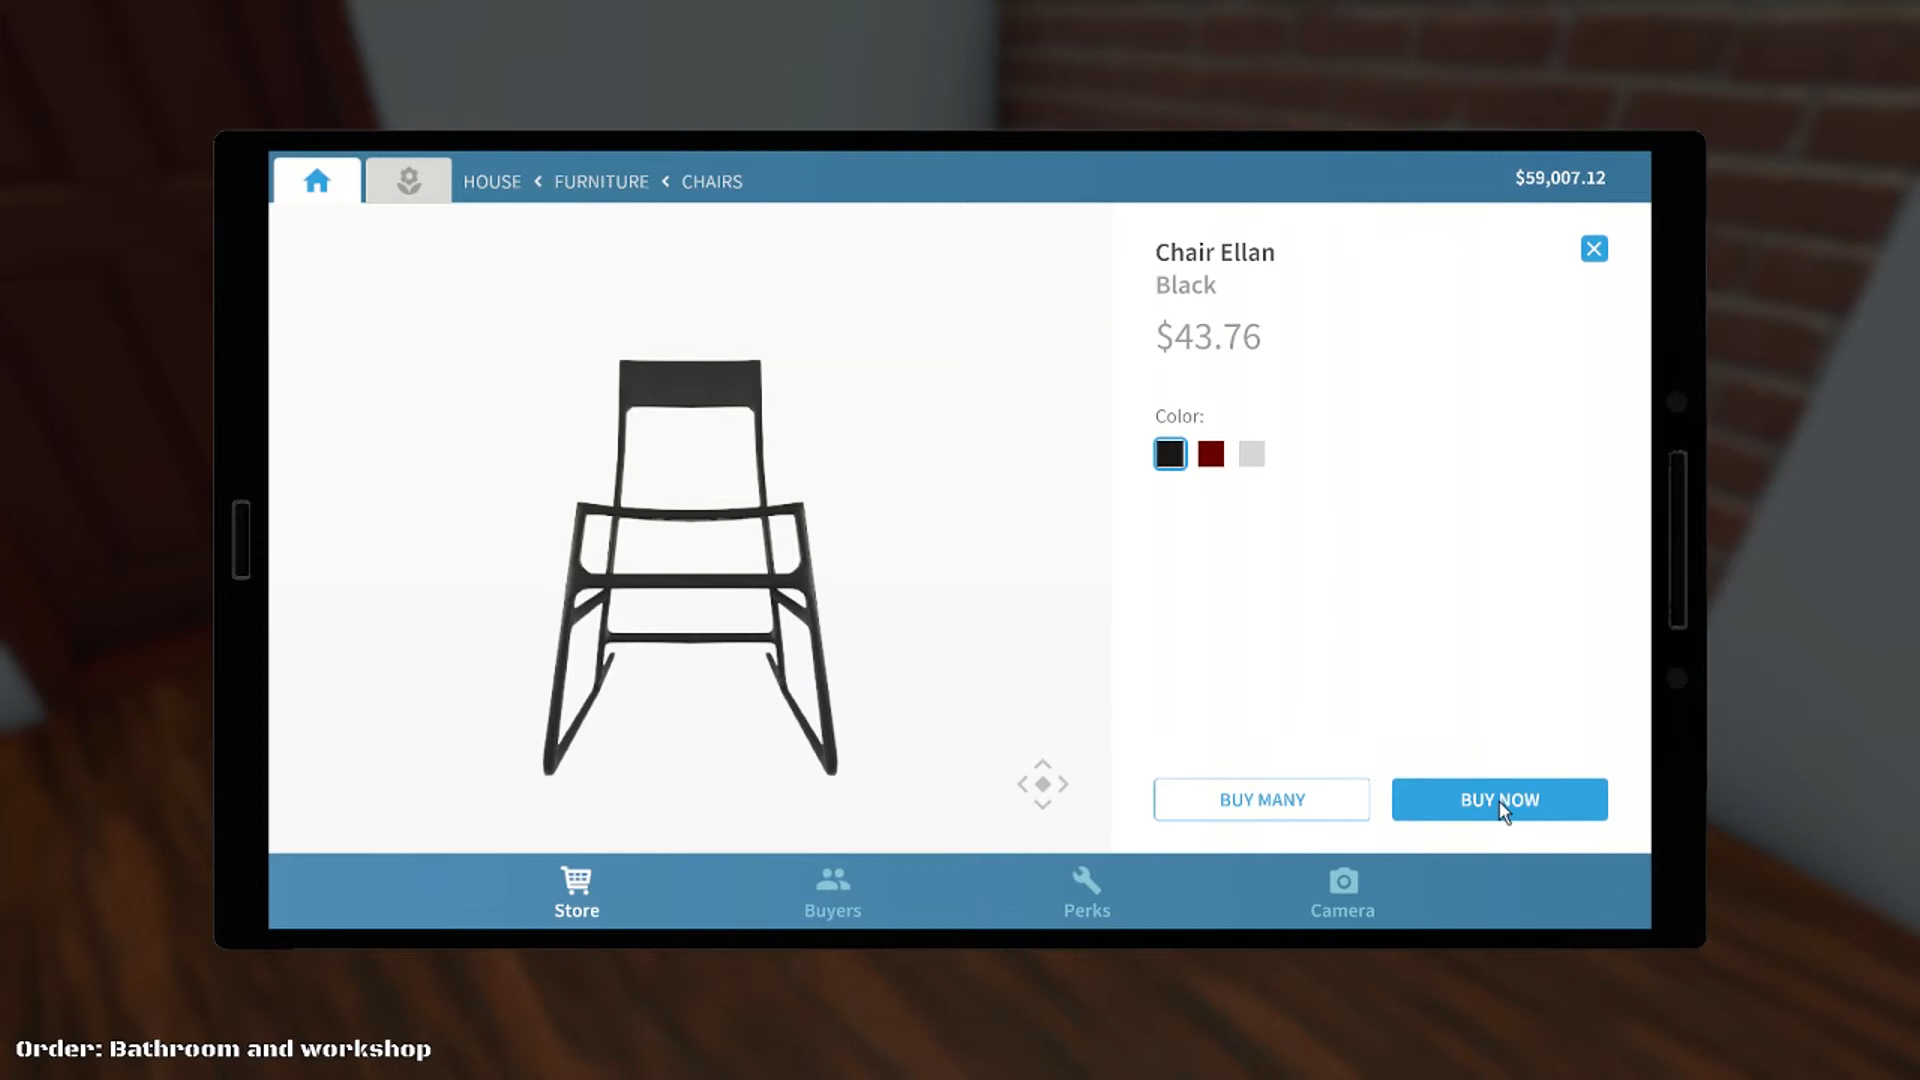 HOUSE < FURNITURE < CHAIRS
$59,007.12
Chair Ellan
Black
$43.76
Color:
BUY MANY
BUY NOW
Store
Buyers
Perks
Camera
Order: Bathroom and workshop